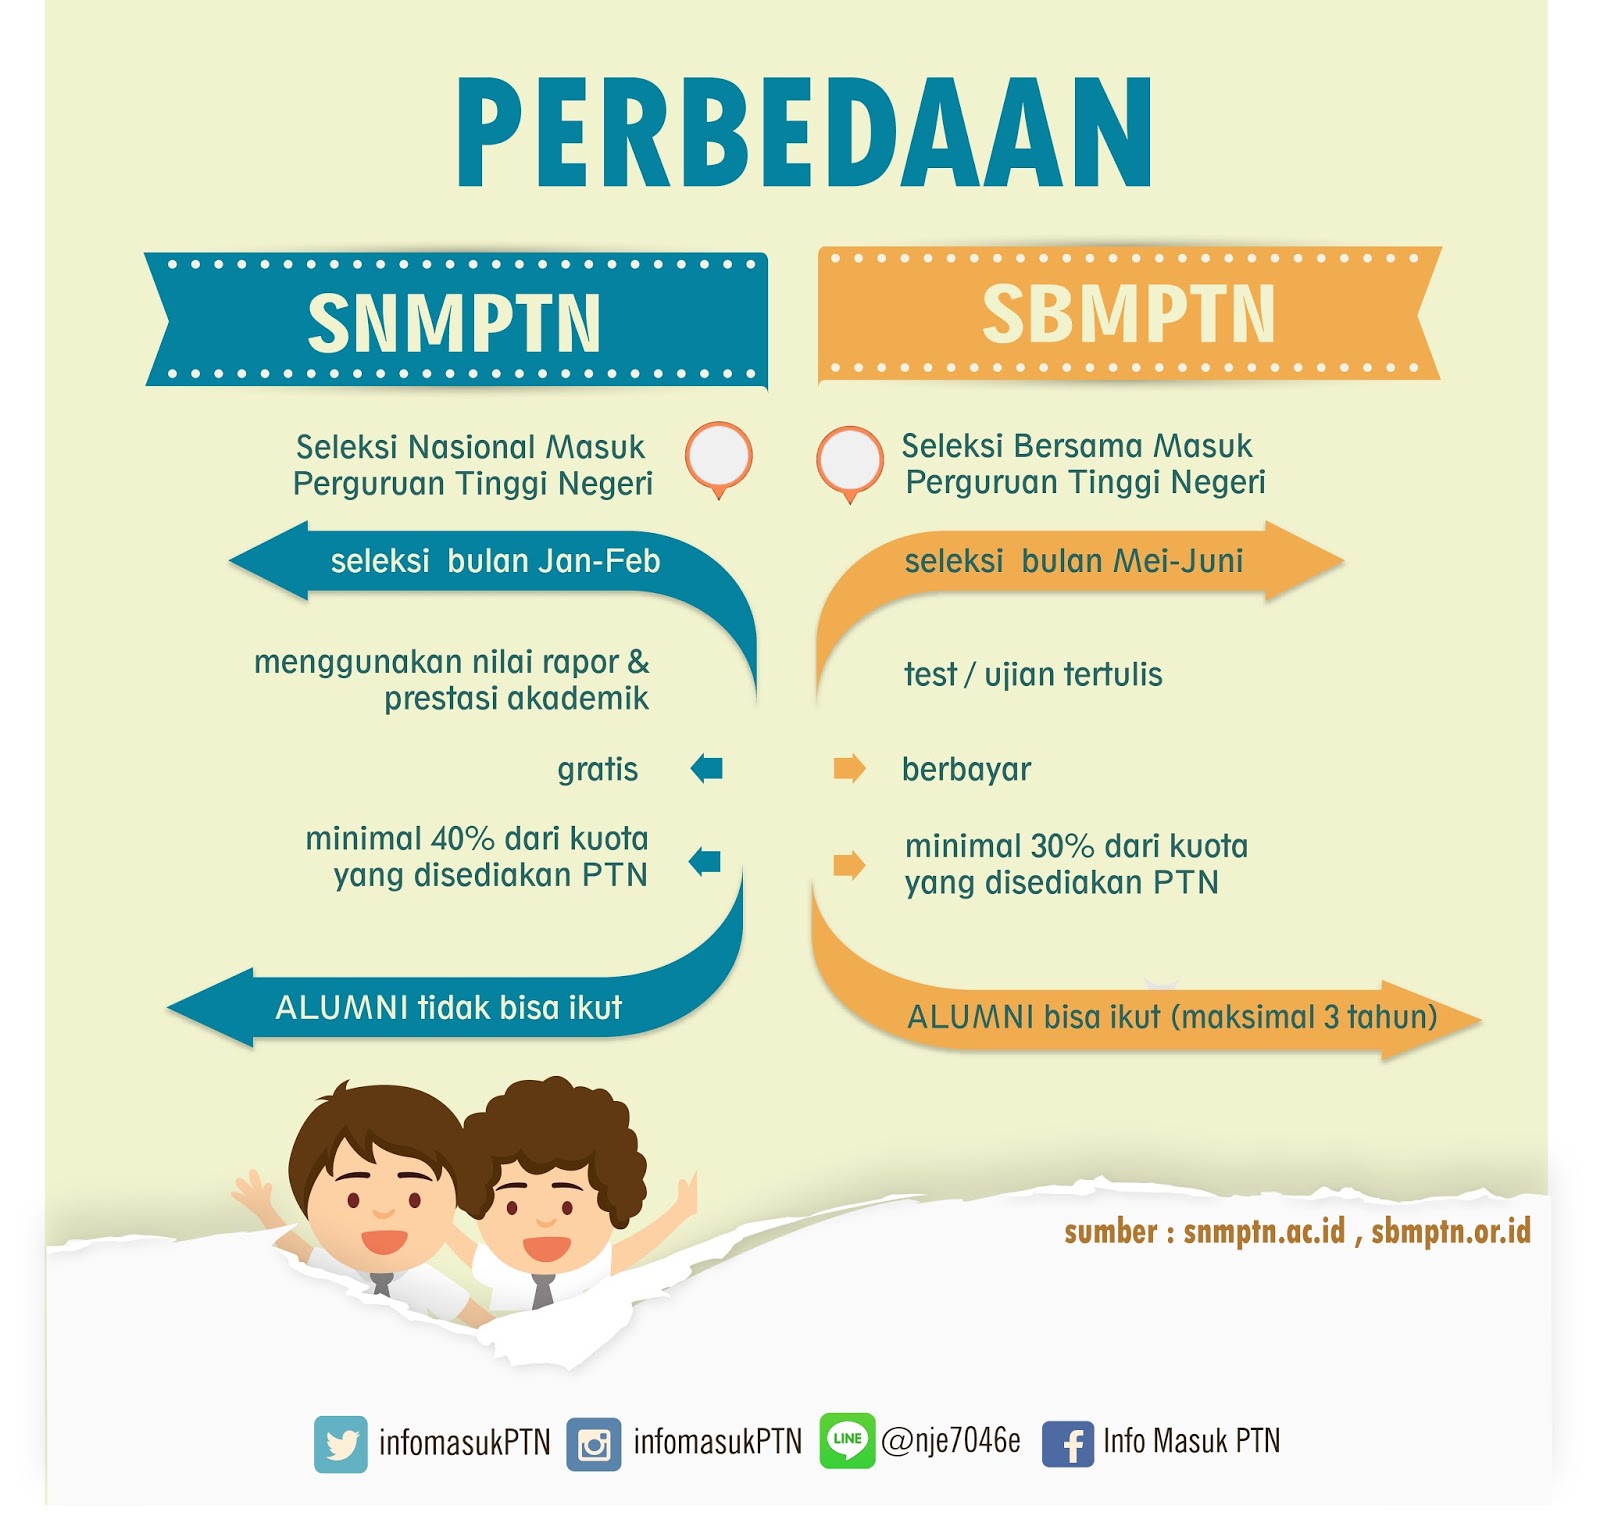 PERBEDAAN
SNMPTN
Seleksi Nasional Masuk
Perguruan Tinggi Negeri
seleksi bulan Jan-Feb
menggunakan nilai rapor &
prestasi akademik
gratis
minimal 40% dari kuota
yang disediakan PTN
ALUMNI tidak bisa ikut
SBMPTN
Seleksi Bersama Masuk
Perguruan Tinggi Negeri
seleksi bulan Mei-Juni
test / ujian tertulis
berbayar
minimal 30% dari kuota
yang disediakan PTN
ALUMNI bisa ikut (maksimal 3 tahun)
sumber : snmptn.ac.id , sbmptn.or.id
infomasukPTN
infomasukPTN
LINE
@nje7046e
Info Masuk PTN